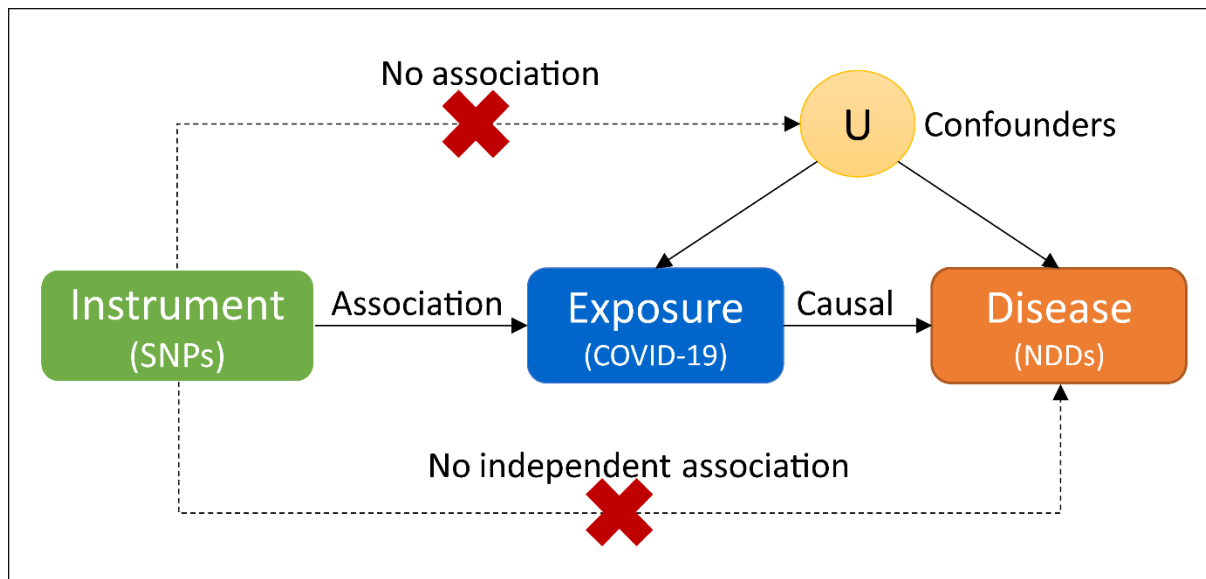 No association
U
Confounders
Instrument
(SNPs)
Association
Exposure
(COVID-19)
Causal
Disease
(NDDs)
No independent association